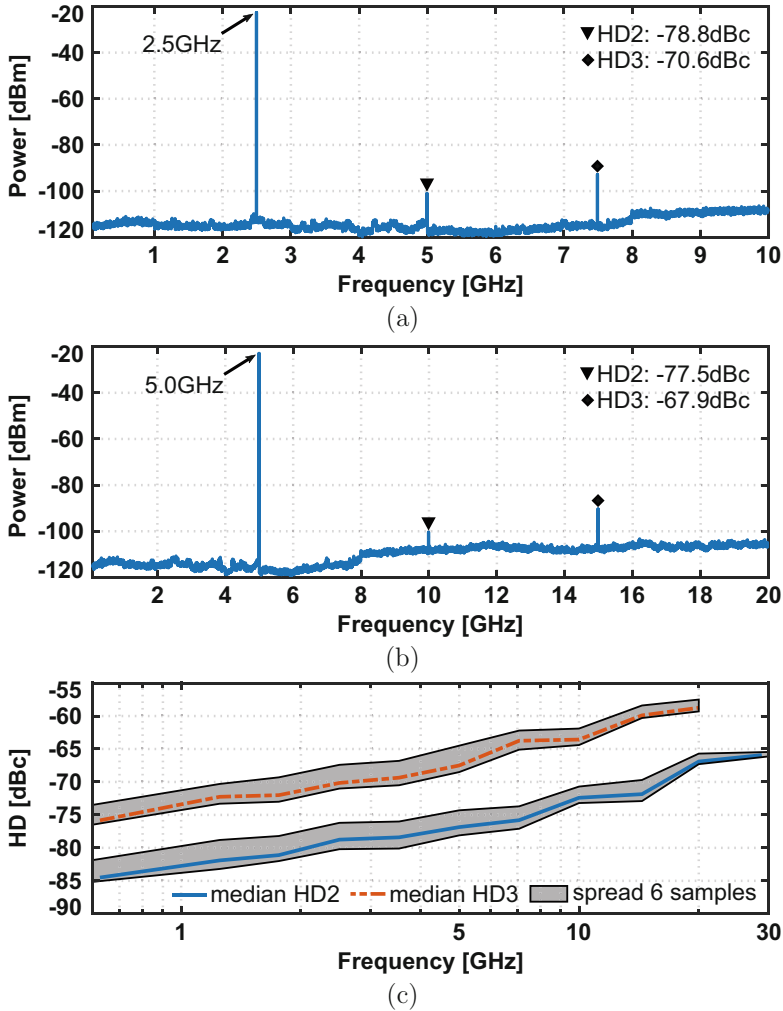 -20
-40
-60
-80
-100
-120
Power [dBm]
2.5GHz
▼HD2: -78.8dBc
◆HD3: -70.6dBc
1 2 3 4 5 6 7 8 9 10
Frequency [GHz]
(a)
-20
-40
-60
-80
-100
-120
Power [dBm]
5.0GHz
▼HD2: -77.5dBc
◆HD3: -67.9dBc
2 4 6 8 10 12 14 16 18 20
Frequency [GHz]
(b)
-55
-60
-65
-70
-75
-80
-85
-90
HD [dBc]
median HD2 median HD3 spread 6 samples
1 5 10 30
Frequency [GHz]
(c)